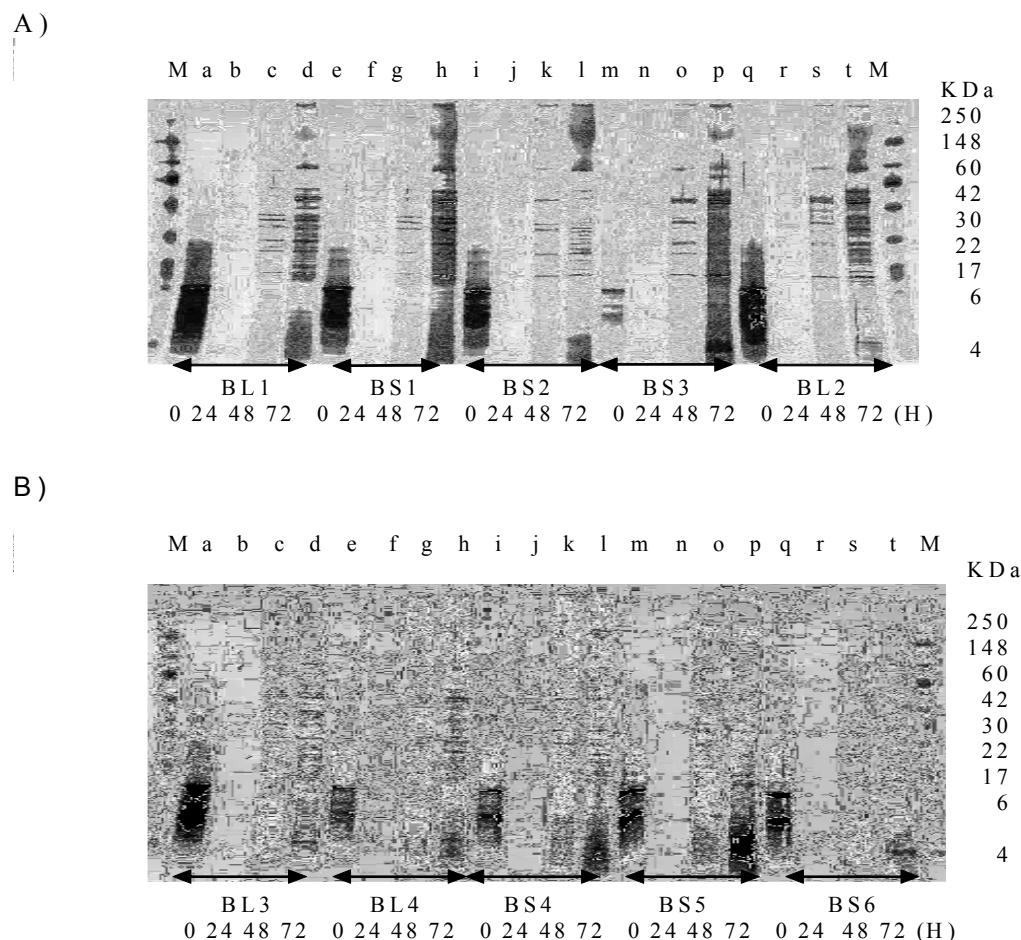 A)
M a b c d e f g h i j k l m n o p q r s t M
KDa
250
148
60
42
30
22
17
6
4
BL1 BS1 BS2 BS3 BL2
0 24 48 72 0 24 48 72 0 24 48 72 0 24 48 72 0 24 48 72 (H)
B)
M a b c d e f g h i j k l m n o p q r s t M
KDa
250
148
60
42
30
22
17
6
4
BL3 BL4 BS4 BS5 BS6
0 24 48 72 0 24 48 72 0 24 48 72 0 24 48 72 0 24 48 72 (H)